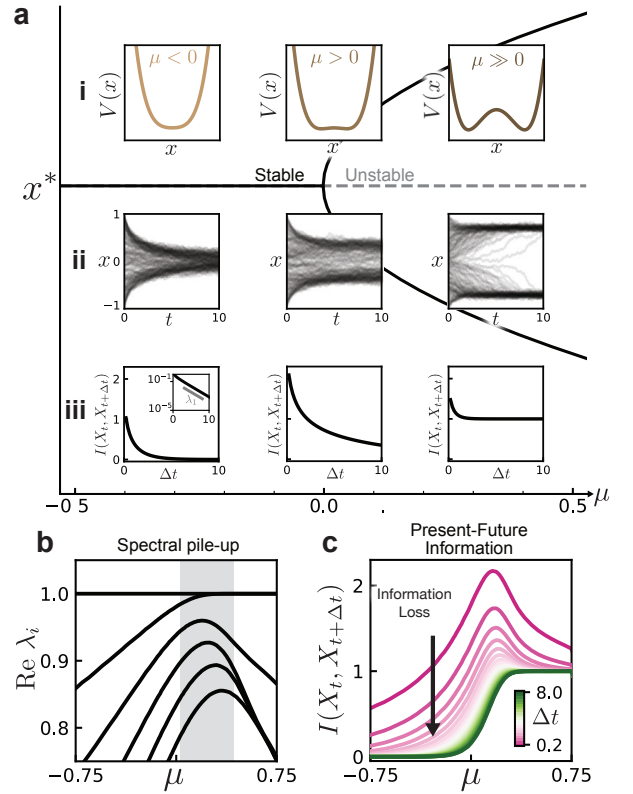 a
i
V(x)
μ < 0
x
V(x)
μ > 0
x
V(x)
μ ≫ 0
x
x*
Stable
Unstable
ii
x
1
0
-1
0
t
10
x
0
t
10
x
0
t
10
iii
I(X_t, X_{t+Δt})
2
1
0
10^{-1}
10^{-5}
λ_1
0
10
0
Δt
10
I(X_t, X_{t+Δt})
0
Δt
10
I(X_t, X_{t+Δt})
0
Δt
10
-0.5
0.0
0.5
μ
b
Spectral pile-up
Re λ_i
1.0
0.9
0.8
-0.75
μ
0.75
c
Present-Future
Information
I(X_t, X_{t+Δt})
2
1
0
Information
Loss
8.0
Δt
0.2
-0.75
μ
0.75